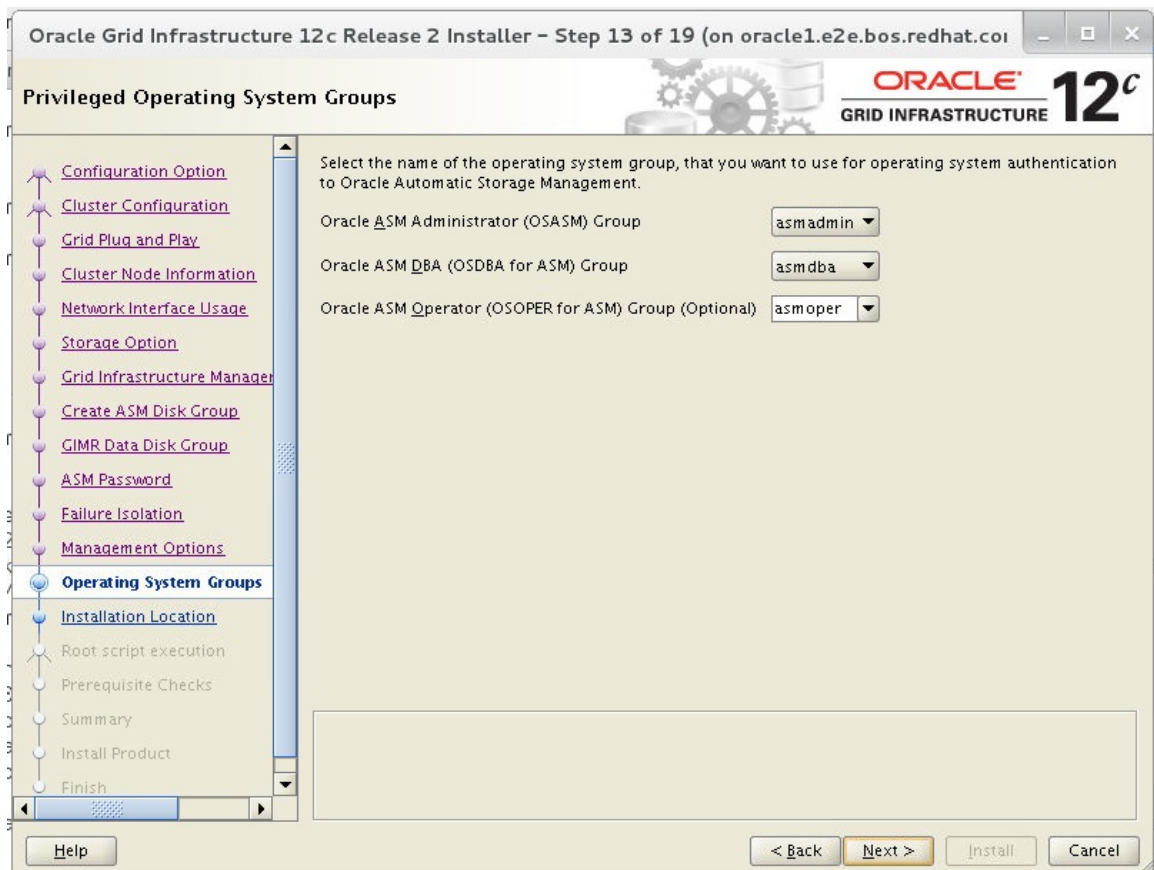 Oracle Grid Infrastructure 12c Release 2 Installer – Step 13 of 19 (on oracle1.e2e.bos.redhat.co
Privileged Operating System Groups
ORACLE
GRID INFRASTRUCTURE
12c
Configuration Option
Cluster Configuration
Grid Plug and Play
Cluster Node Information
Network Interface Usage
Storage Option
Grid Infrastructure Manager
Create ASM Disk Group
GIMR Data Disk Group
ASM Password
Failure Isolation
Management Options
Operating System Groups
Installation Location
Root script execution
Prerequisite Checks
Summary
Install Product
Finish
Select the name of the operating system group, that you want to use for operating system authentication
to Oracle Automatic Storage Management.
Oracle ASM Administrator (OSASM) Group asmadmin
Oracle ASM DBA (OSDBA for ASM) Group asmdba
Oracle ASM Operator (OSOPER for ASM) Group (Optional) asmoper
Help < Back Next > Install Cancel